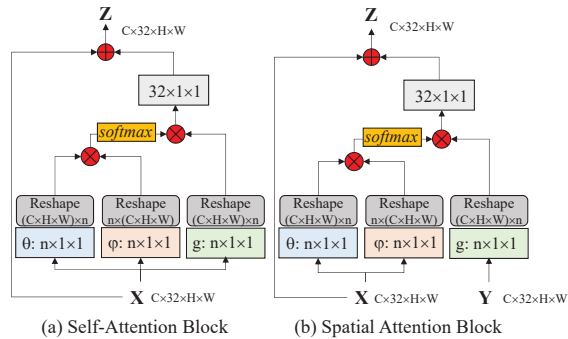 Z
C×32×H×W
32×1×1
softmax
Reshape
(C×H×W)×n
Reshape
n×(C×H×W)
Reshape
(C×H×W)×n
θ: n×1×1
φ: n×1×1
g: n×1×1
X C×32×H×W
(a) Self-Attention Block
Z
C×32×H×W
32×1×1
softmax
Reshape
(C×H×W)×n
Reshape
n×(C×H×W)
Reshape
(C×H×W)×n
θ: n×1×1
φ: n×1×1
g: n×1×1
X C×32×H×W
Y C×32×H×W
(b) Spatial Attention Block